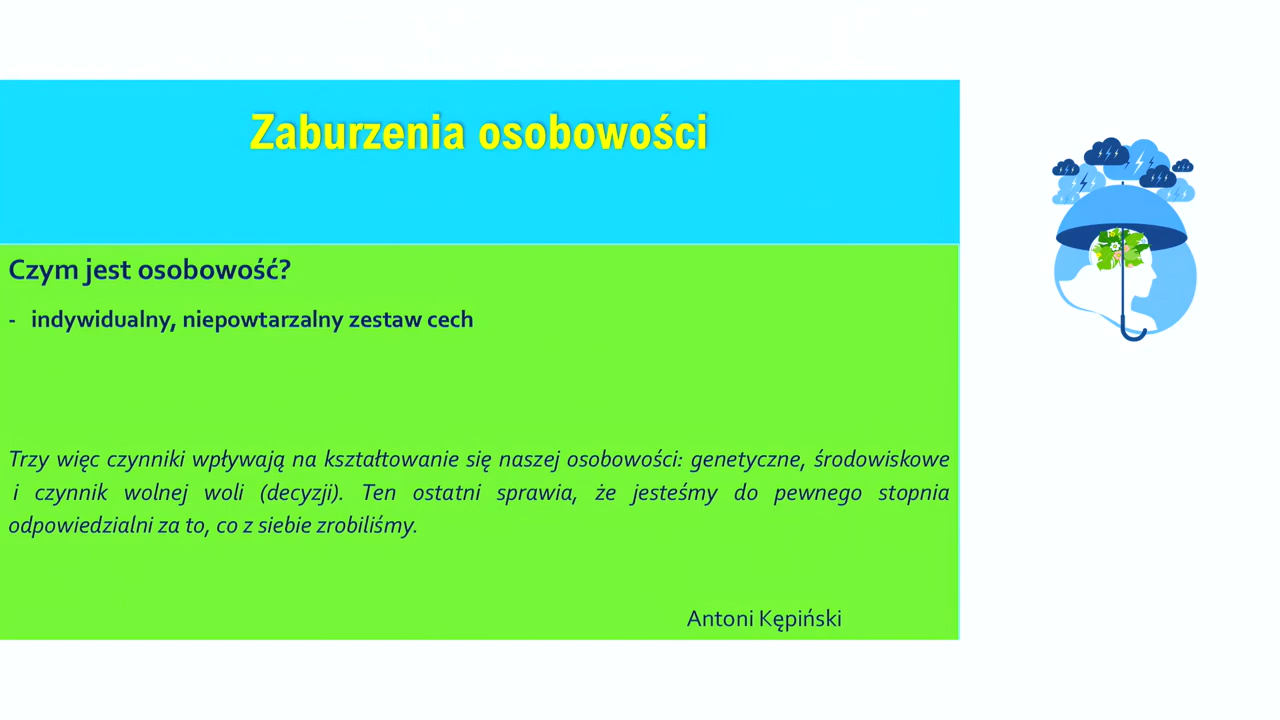 Zaburzenia osobowości
Czym jest osobowość?
- indywidualny, niepowtarzalny zestaw cech
Trzy więc czynniki wpływają na kształtowanie się naszej osobowości: genetyczne, środowiskowe
i czynnik wolnej woli (decyzji). Ten ostatni sprawia, że jesteśmy do pewnego stopnia
odpowiedzialni za to, co z siebie zrobiliśmy.
Antoni Kępiński